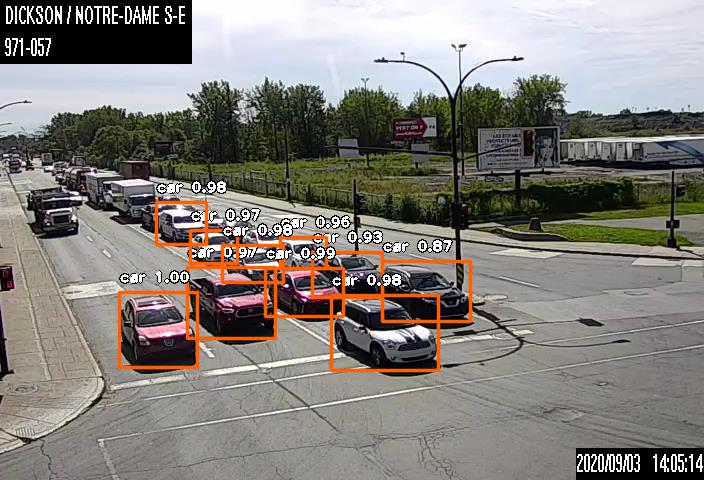 DICKSON / NOTRE-DAME S-E
971-057
car 0.98
car 0.97
car 0.98
car 0.96
car 0.93
car 0.87
car 0.97
car 0.99
car 1.00
car 0.98
2020/09/03 14:05:14